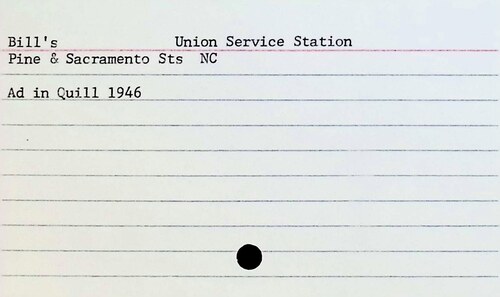 Bill's Union Service Station
Pine & Sacramento Sts NC
Ad in Quill 1946